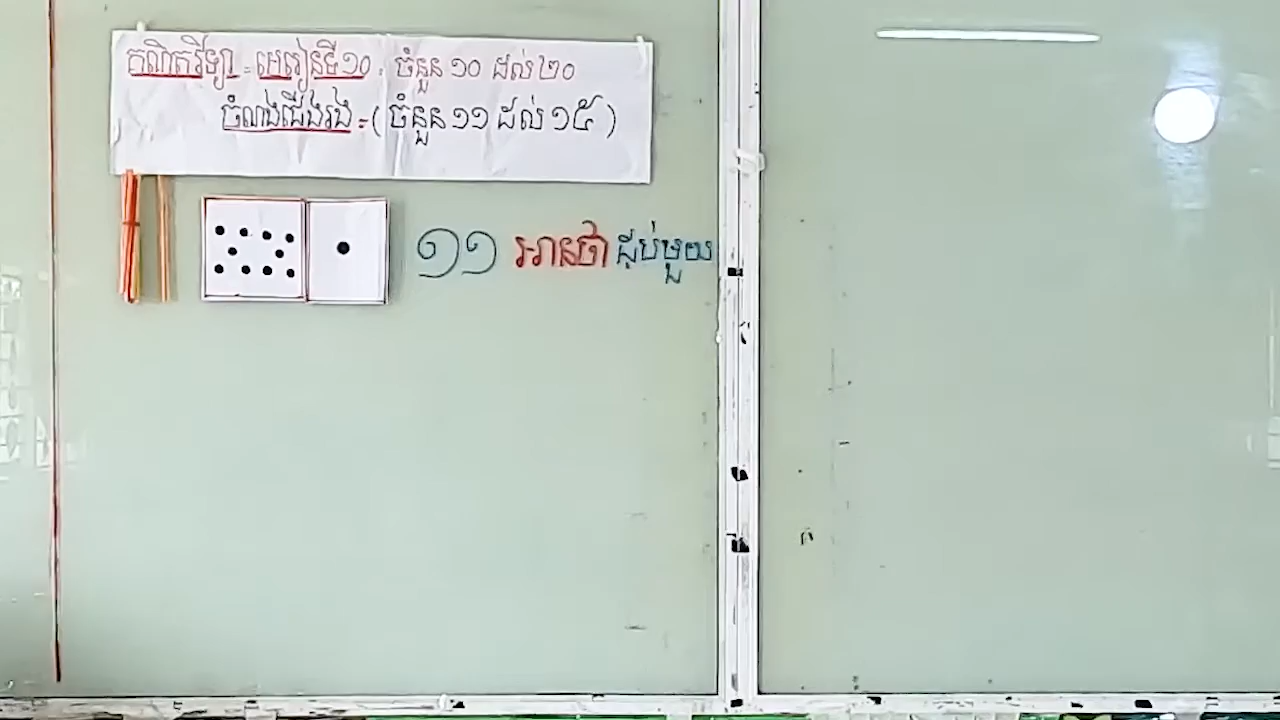 គណិតវិទ្យា = មេរៀនទី១០ : ចំនួន ១០ ដល់ ២០
ចំណងជើងរង := ( ចំនួន ១១ ដល់ ១៥ )
១១ អានថា ដប់មួយ